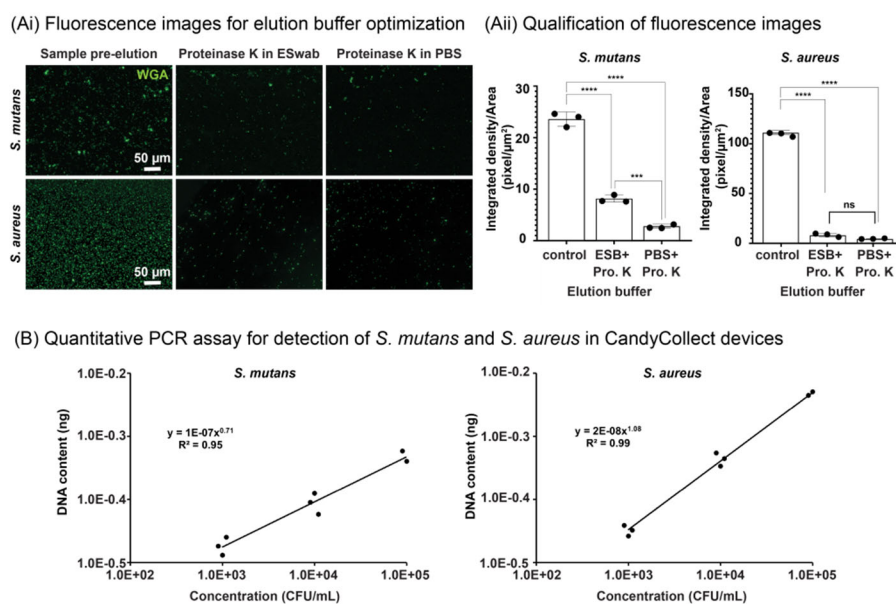 (Ai) Fluorescence images for elution buffer optimization
Sample pre-elution Proteinase K in ESwab Proteinase K in PBS
S. mutans
WGA
50 µm
S. aureus
50 µm
(Aii) Qualification of fluorescence images
S. mutans
Integrated density/Area
(pixel/µm²)
30
20
10
0
****
****
***
control ESB+ PBS+
Pro. K Pro. K
Elution buffer
S. aureus
Integrated density/Area
(pixel/µm²)
150
100
50
0
****
****
ns
control ESB+ PBS+
Pro. K Pro. K
Elution buffer
(B) Quantitative PCR assay for detection of S. mutans and S. aureus in CandyCollect devices
S. mutans
DNA content (ng)
1.0E-0.2
1.0E-0.3
1.0E-0.4
1.0E-0.5
y = 1E-07x^0.71
R² = 0.95
1.0E+02 1.0E+03 1.0E+04 1.0E+05
Concentration (CFU/mL)
S. aureus
DNA content (ng)
1.0E-0.2
1.0E-0.3
1.0E-0.4
1.0E-0.5
y = 2E-08x^1.08
R² = 0.99
1.0E+02 1.0E+03 1.0E+04 1.0E+05
Concentration (CFU/mL)